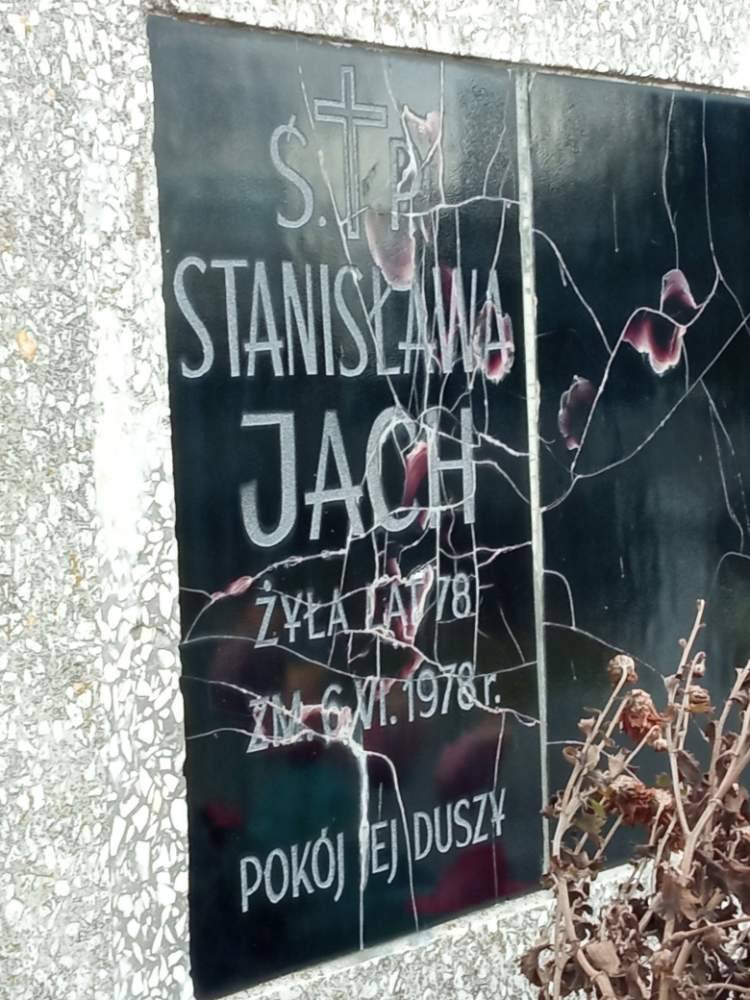 Ś. P.
STANISŁAWA
JACH
ŻYŁA LAT 78
ZM. 6 VI. 1978 r.
POKÓJ JEJ DUSZY